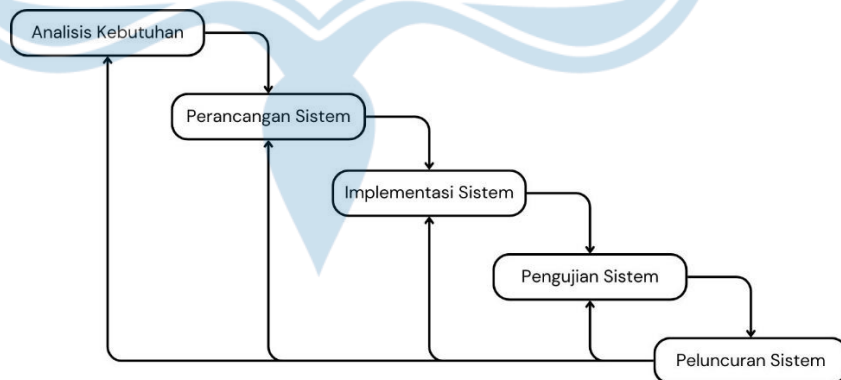 Analisis Kebutuhan
Perancangan Sistem
Implementasi Sistem
Pengujian Sistem
Peluncuran Sistem